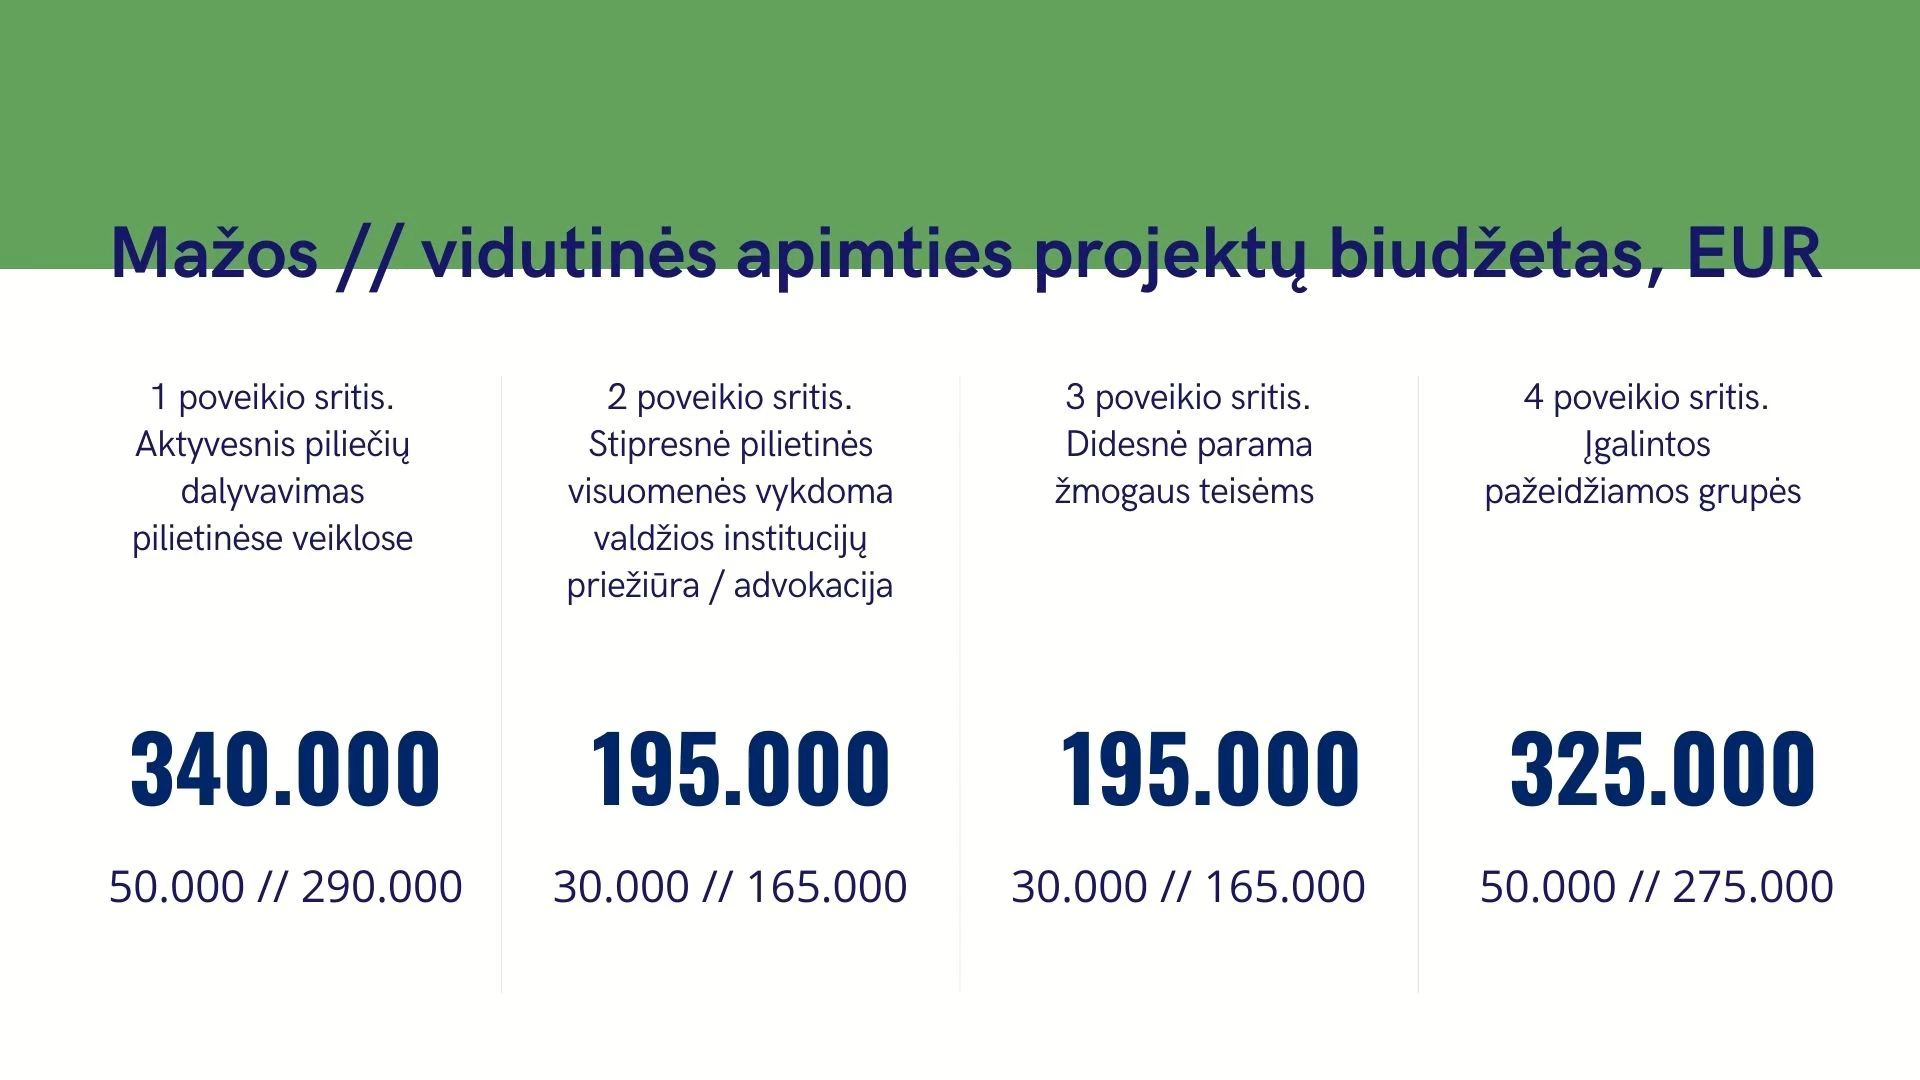 Mažos // vidutinės apimties projektų biudžetas, EUR
1 poveikio sritis.
Aktyvesnis piliečių
dalyvavimas
pilietinėse veiklose
340.000
50.000 // 290.000
2 poveikio sritis.
Stipresnė pilietinės
visuomenės vykdoma
valdžios institucijų
priežiūra / advokacija
195.000
30.000 // 165.000
3 poveikio sritis.
Didesnė parama
žmogaus teisėms
195.000
30.000 // 165.000
4 poveikio sritis.
Įgalintos
pažeidžiamos grupės
325.000
50.000 // 275.000